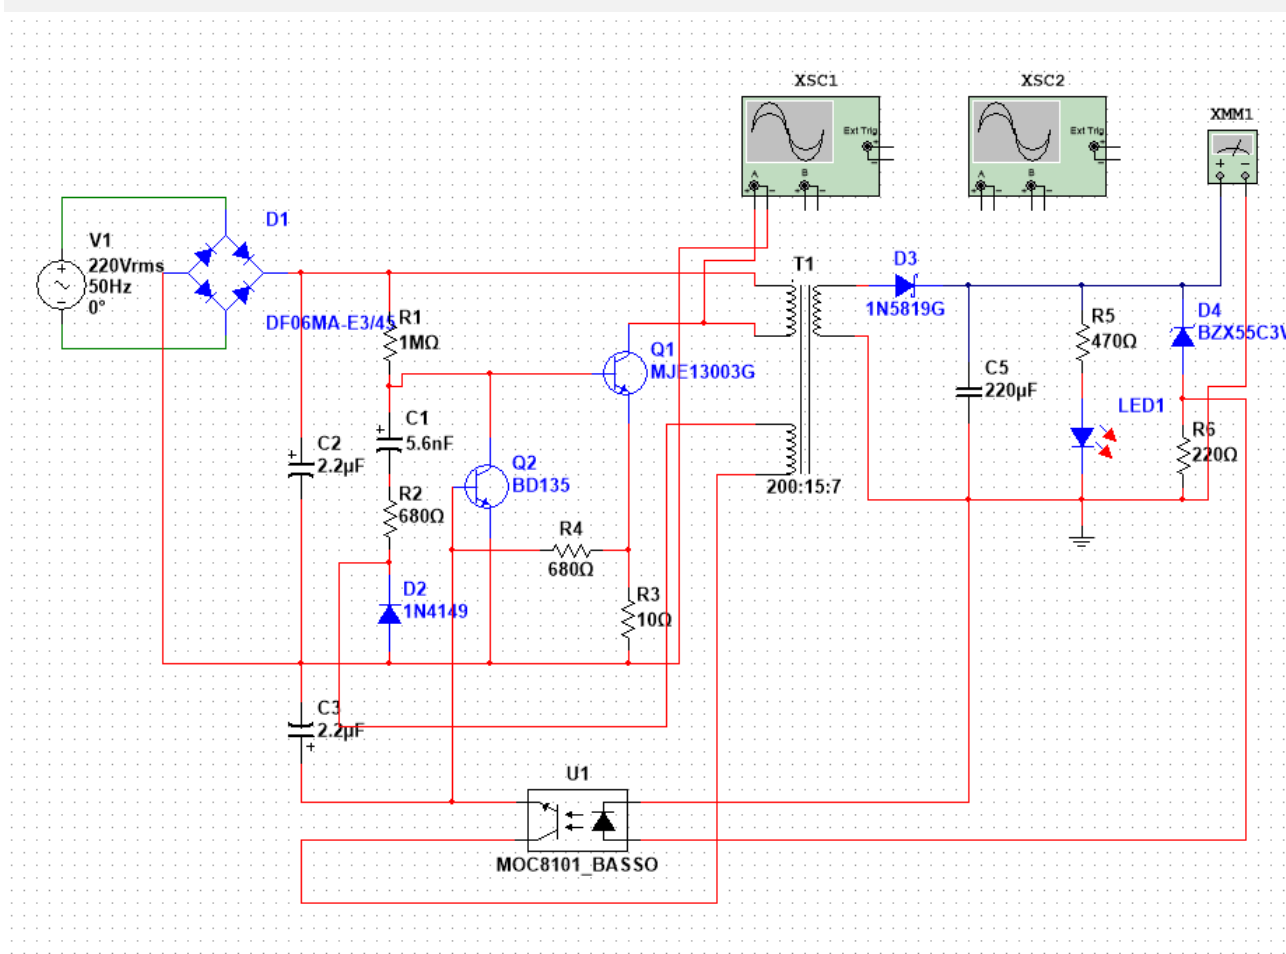 XSC1
XSC2
XMM1
Ext Trig
Ext Trig
A
B
A
B
D1
V1
220Vrms
50Hz
0°
DF06MA-E3/45
R1
1MΩ
T1
D3
1N5819G
D4
BZX55C3V
R5
470Ω
Q1
MJE13003G
C5
220µF
LED1
C1
5.6nF
C2
2.2µF
R6
220Ω
Q2
BD135
200:15:7
R2
680Ω
R4
680Ω
D2
1N4149
R3
10Ω
C3
2.2µF
U1
MOC8101_BASSO